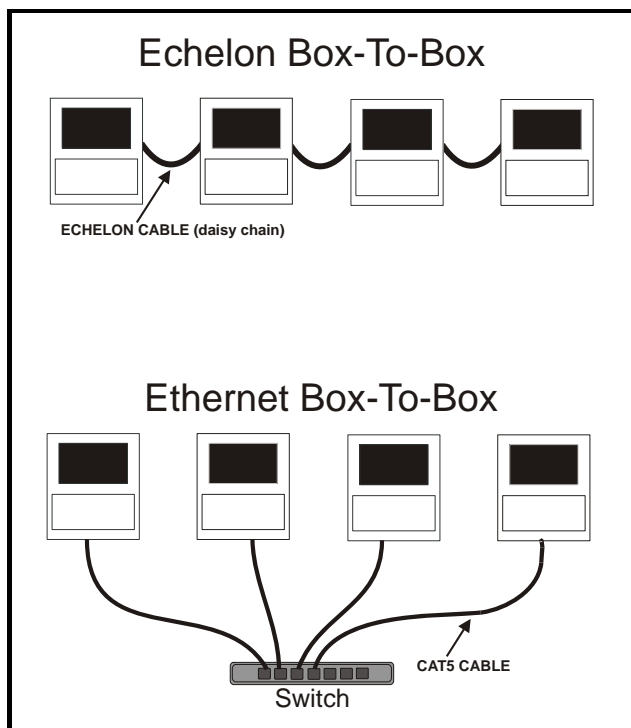 Echelon Box-To-Box
ECHELON CABLE (daisy chain)
Ethernet Box-To-Box
CAT5 CABLE
Switch